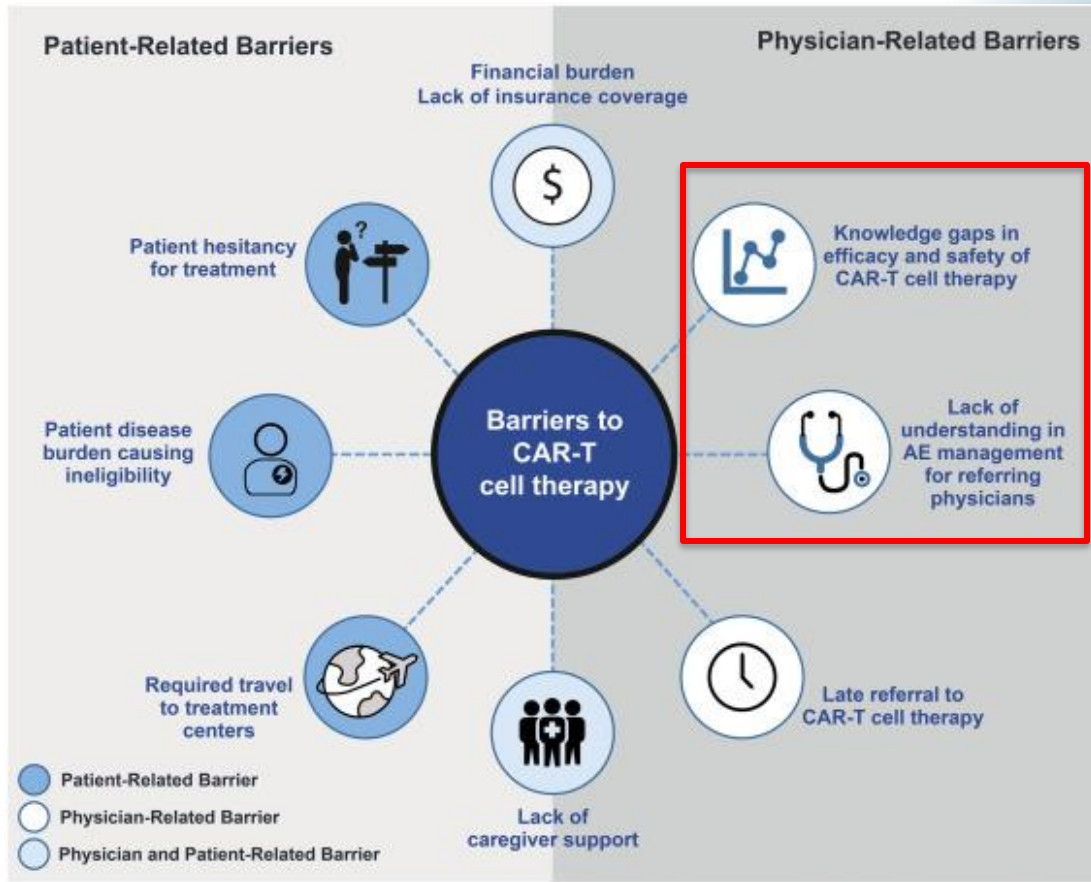 Patient-Related Barriers
Physician-Related Barriers
Financial burden
Lack of insurance coverage
$
?
Patient hesitancy
for treatment
Knowledge gaps in
efficacy and safety of
CAR-T cell therapy
Barriers to
CAR-T
cell therapy
Patient disease
burden causing
ineligibility
Lack of
understanding in
AE management
for referring
physicians
Required travel
to treatment
centers
Late referral to
CAR-T cell therapy
Lack of
caregiver support
Patient-Related Barrier
Physician-Related Barrier
Physician and Patient-Related Barrier